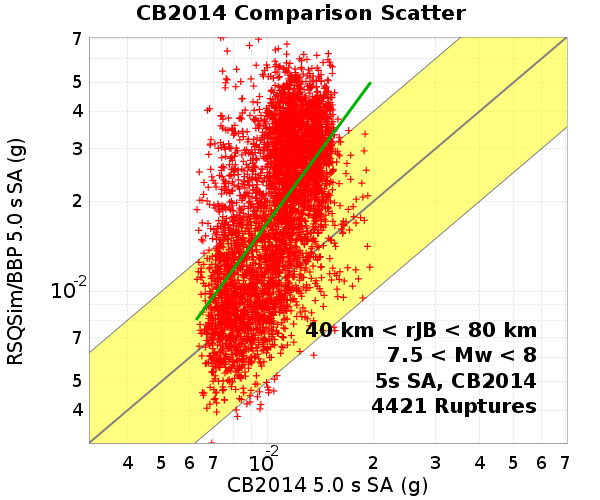 CB2014 Comparison Scatter
RSQSim/BBP 5.0 s SA (g)
7
5
4
3
2
10-2
7
5
4
40 km < rJB < 80 km
7.5 < Mw < 8
5s SA, CB2014
4421 Ruptures
4 5 6 7 10-2 2 3 4 5 6 7
CB2014 5.0 s SA (g)